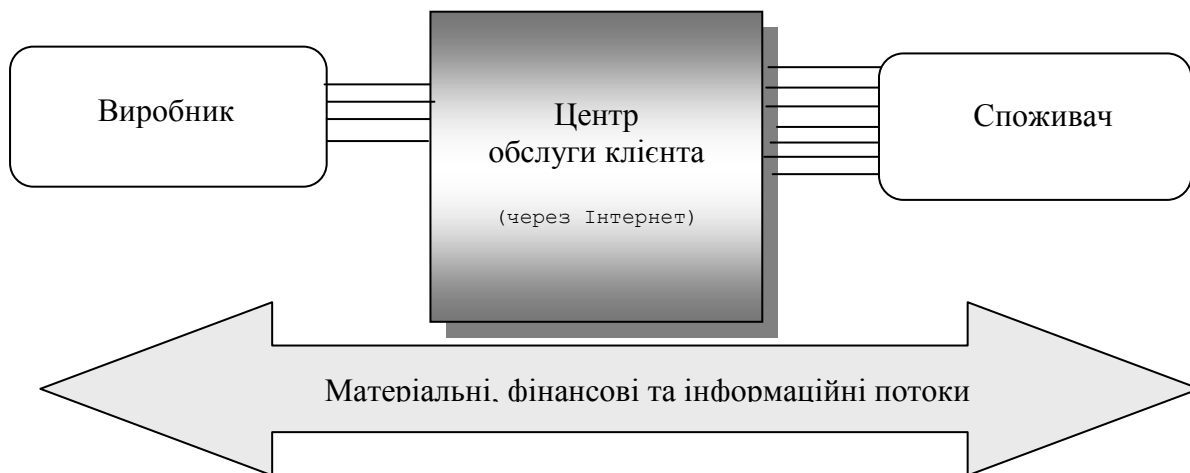 Виробник
Центр
обслуги клієнта
(через Інтернет)
Споживач
Матеріальні, фінансові та інформаційні потоки